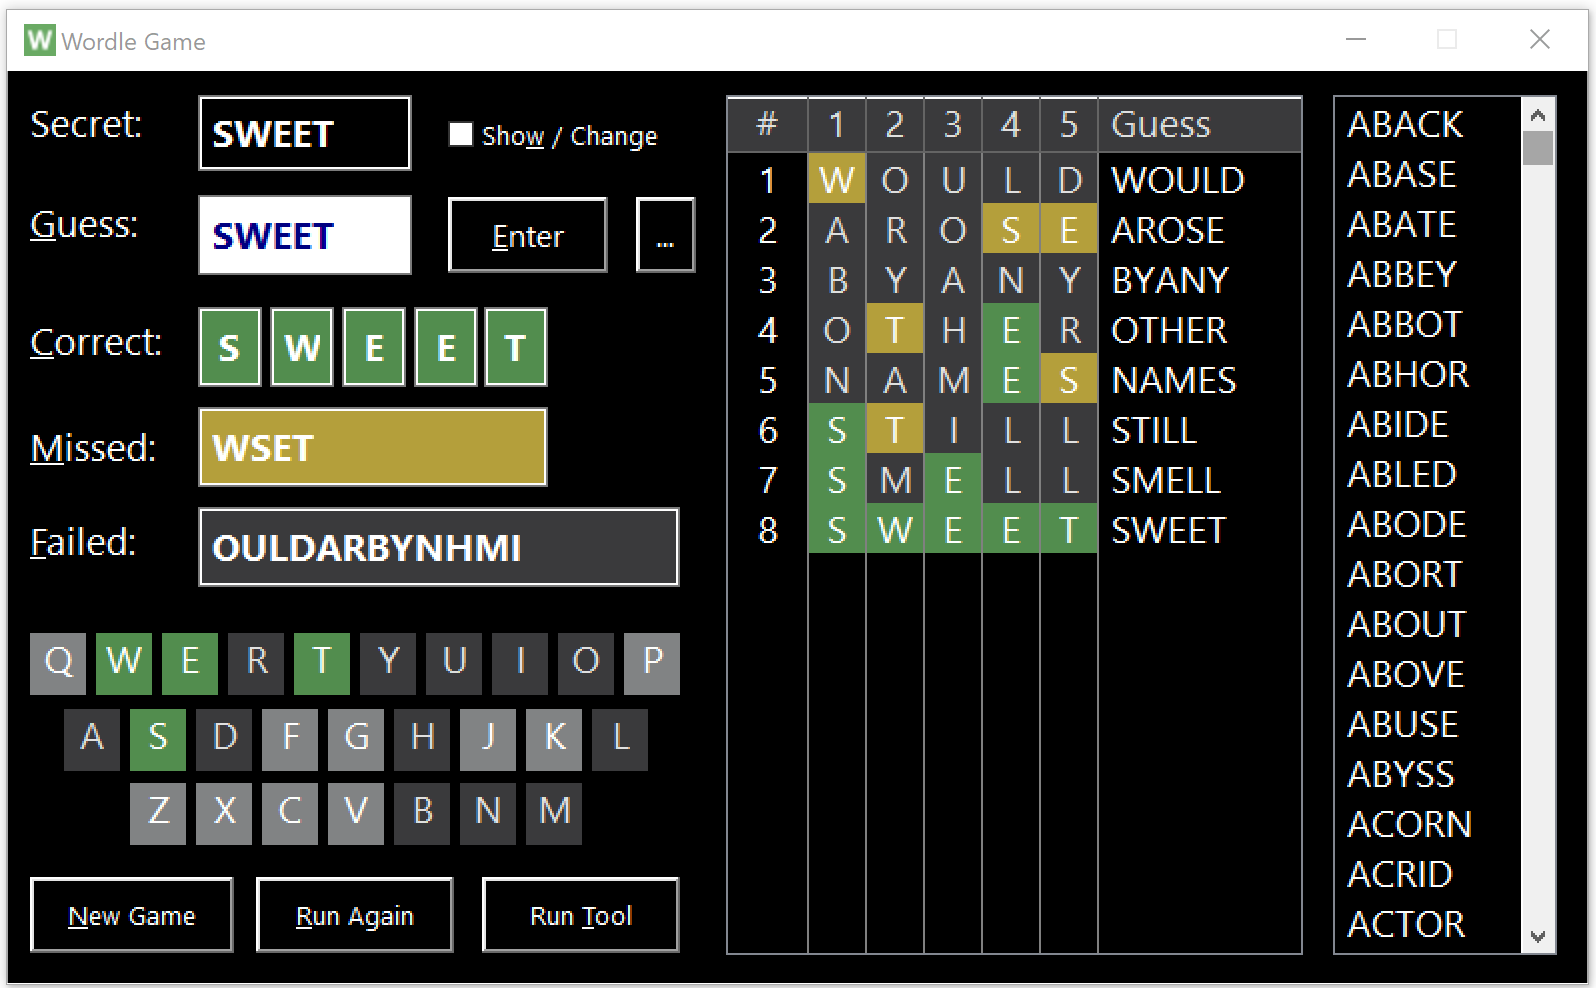 W Wordle Game
Secret: SWEET Show / Change
Guess: SWEET Enter ...
Correct: S W E E T
Missed: WSET
Failed: OULDARBYNHMI
Q W E R T Y U I O P
A S D F G H J K L
Z X C V B N M
New Game Run Again Run Tool
# 1 2 3 4 5 Guess
1 W O U L D WOULD
2 A R O S E AROSE
3 B Y A N Y BYANY
4 O T H E R OTHER
5 N A M E S NAMES
6 S T I L L STILL
7 S M E L L SMELL
8 S W E E T SWEET
ABACK
ABASE
ABATE
ABBEY
ABBOT
ABHOR
ABIDE
ABLED
ABODE
ABORT
ABOUT
ABOVE
ABUSE
ABYSS
ACORN
ACRID
ACTOR